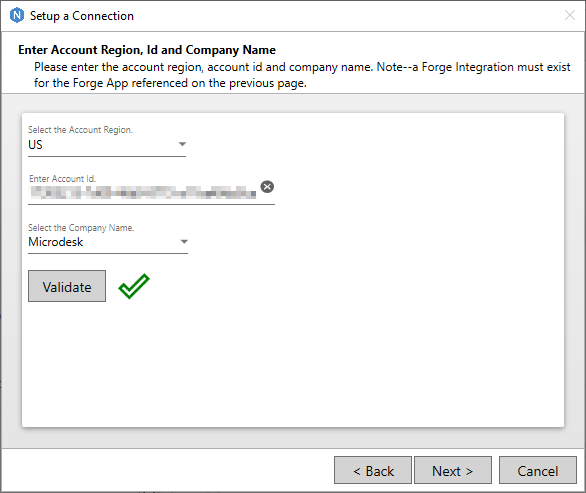 Setup a Connection
Enter Account Region, Id and Company Name
Please enter the account region, account id and company name. Note--a Forge Integration must exist
for the Forge App referenced on the previous page.
Select the Account Region.
US
Enter Account Id.
Select the Company Name.
Microdesk
Validate
< Back Next > Cancel